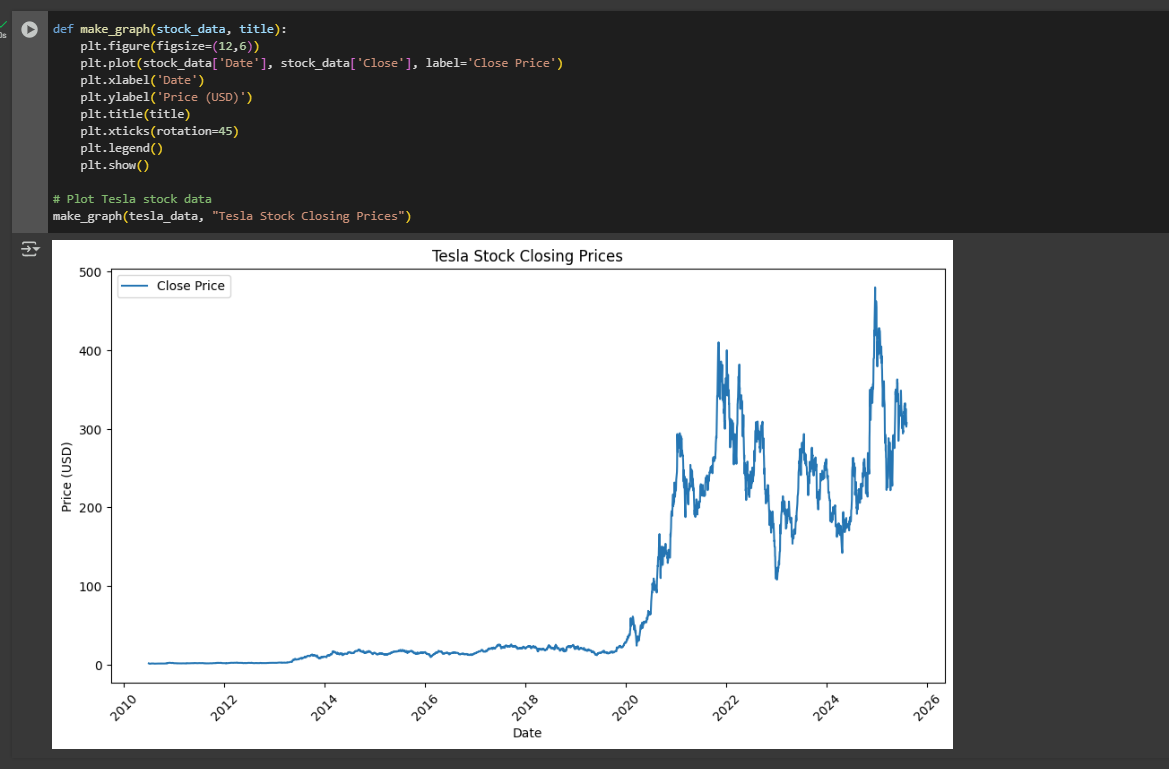 def make_graph(stock_data, title):
    plt.figure(figsize=(12,6))
    plt.plot(stock_data['Date'], stock_data['Close'], label='Close Price')
    plt.xlabel('Date')
    plt.ylabel('Price (USD)')
    plt.title(title)
    plt.xticks(rotation=45)
    plt.legend()
    plt.show()
# Plot Tesla stock data
make_graph(tesla_data, "Tesla Stock Closing Prices")
Tesla Stock Closing Prices
Close Price
500
400
300
200
100
0
Price (USD)
2010 2012 2014 2016 2018 2020 2022 2024 2026
Date